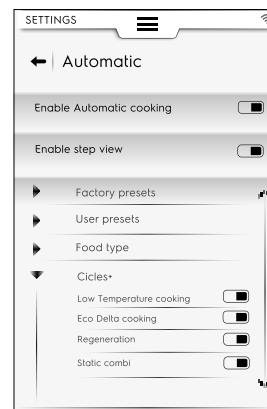 SETTINGS
Automatic
Enable Automatic cooking
Enable step view
Factory presets
User presets
Food type
Cicles+
Low Temperature cooking
Eco Delta cooking
Regeneration
Static combi